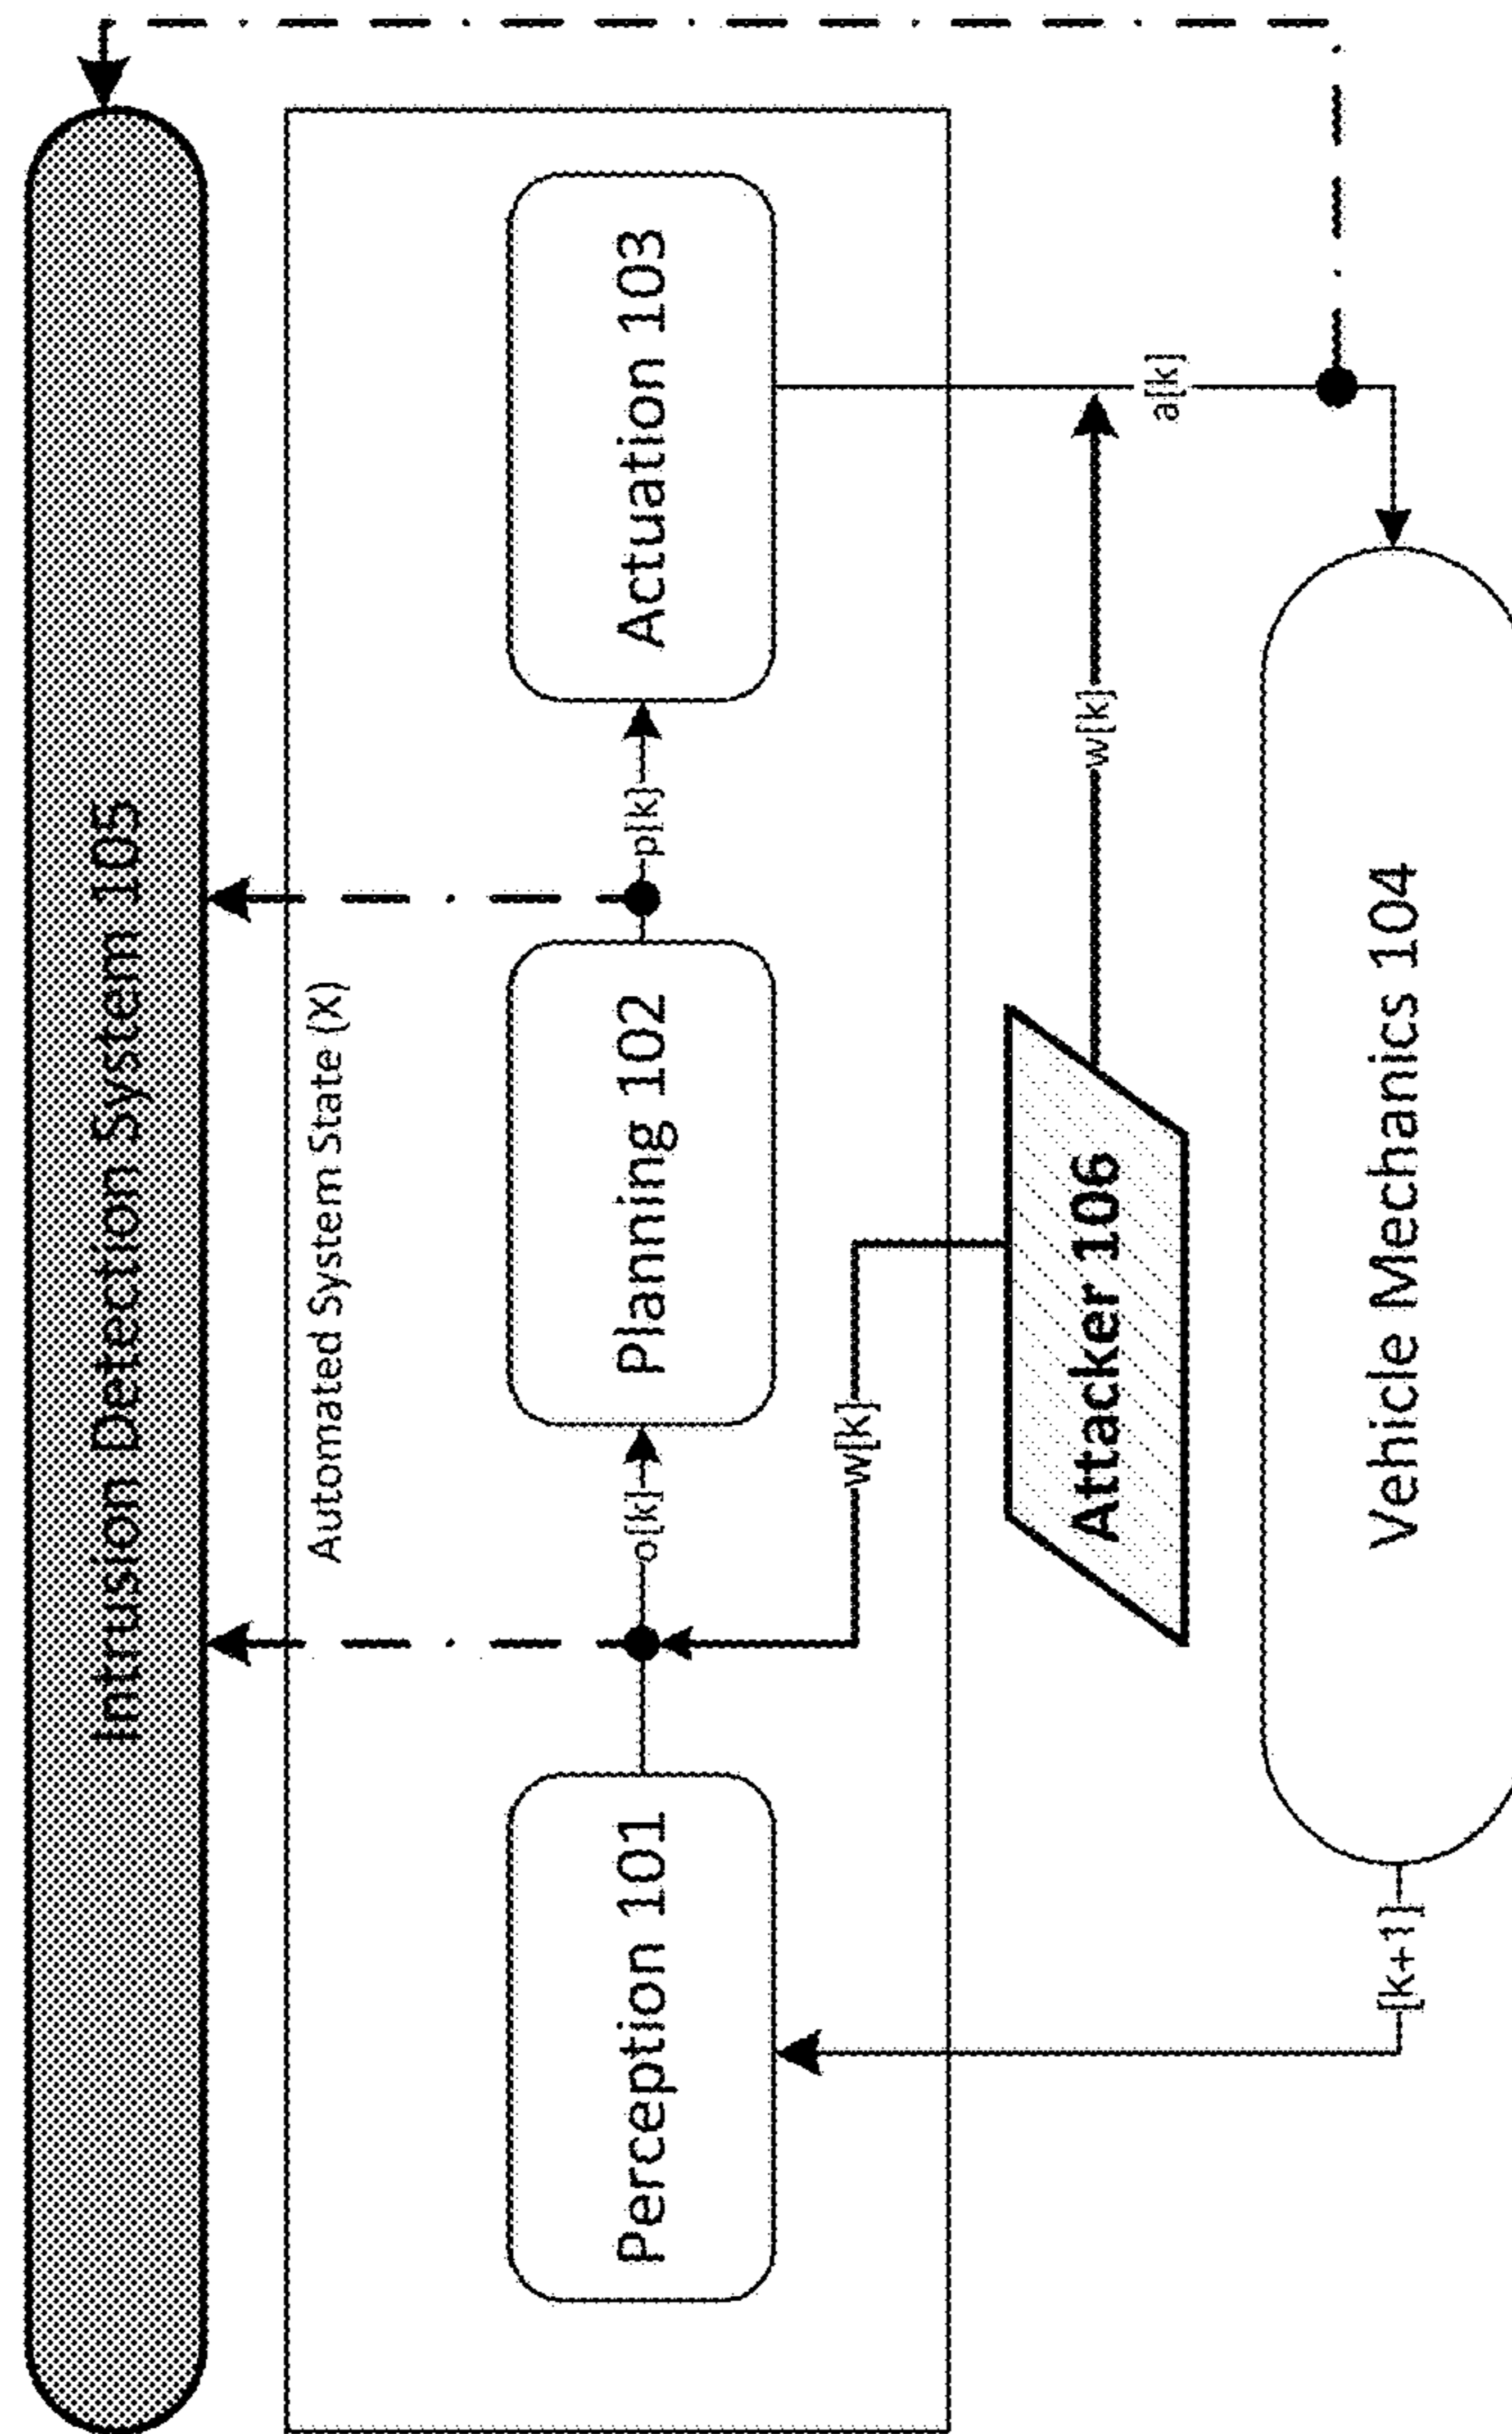 Intrusion Detection System 105
Automated System State (X)
Perception 101
o[k]
Planning 102
p[k]
Actuation 103
w[k]
Attacker 106
w[k]
a[k]
Vehicle Mechanics 104
[k+1]